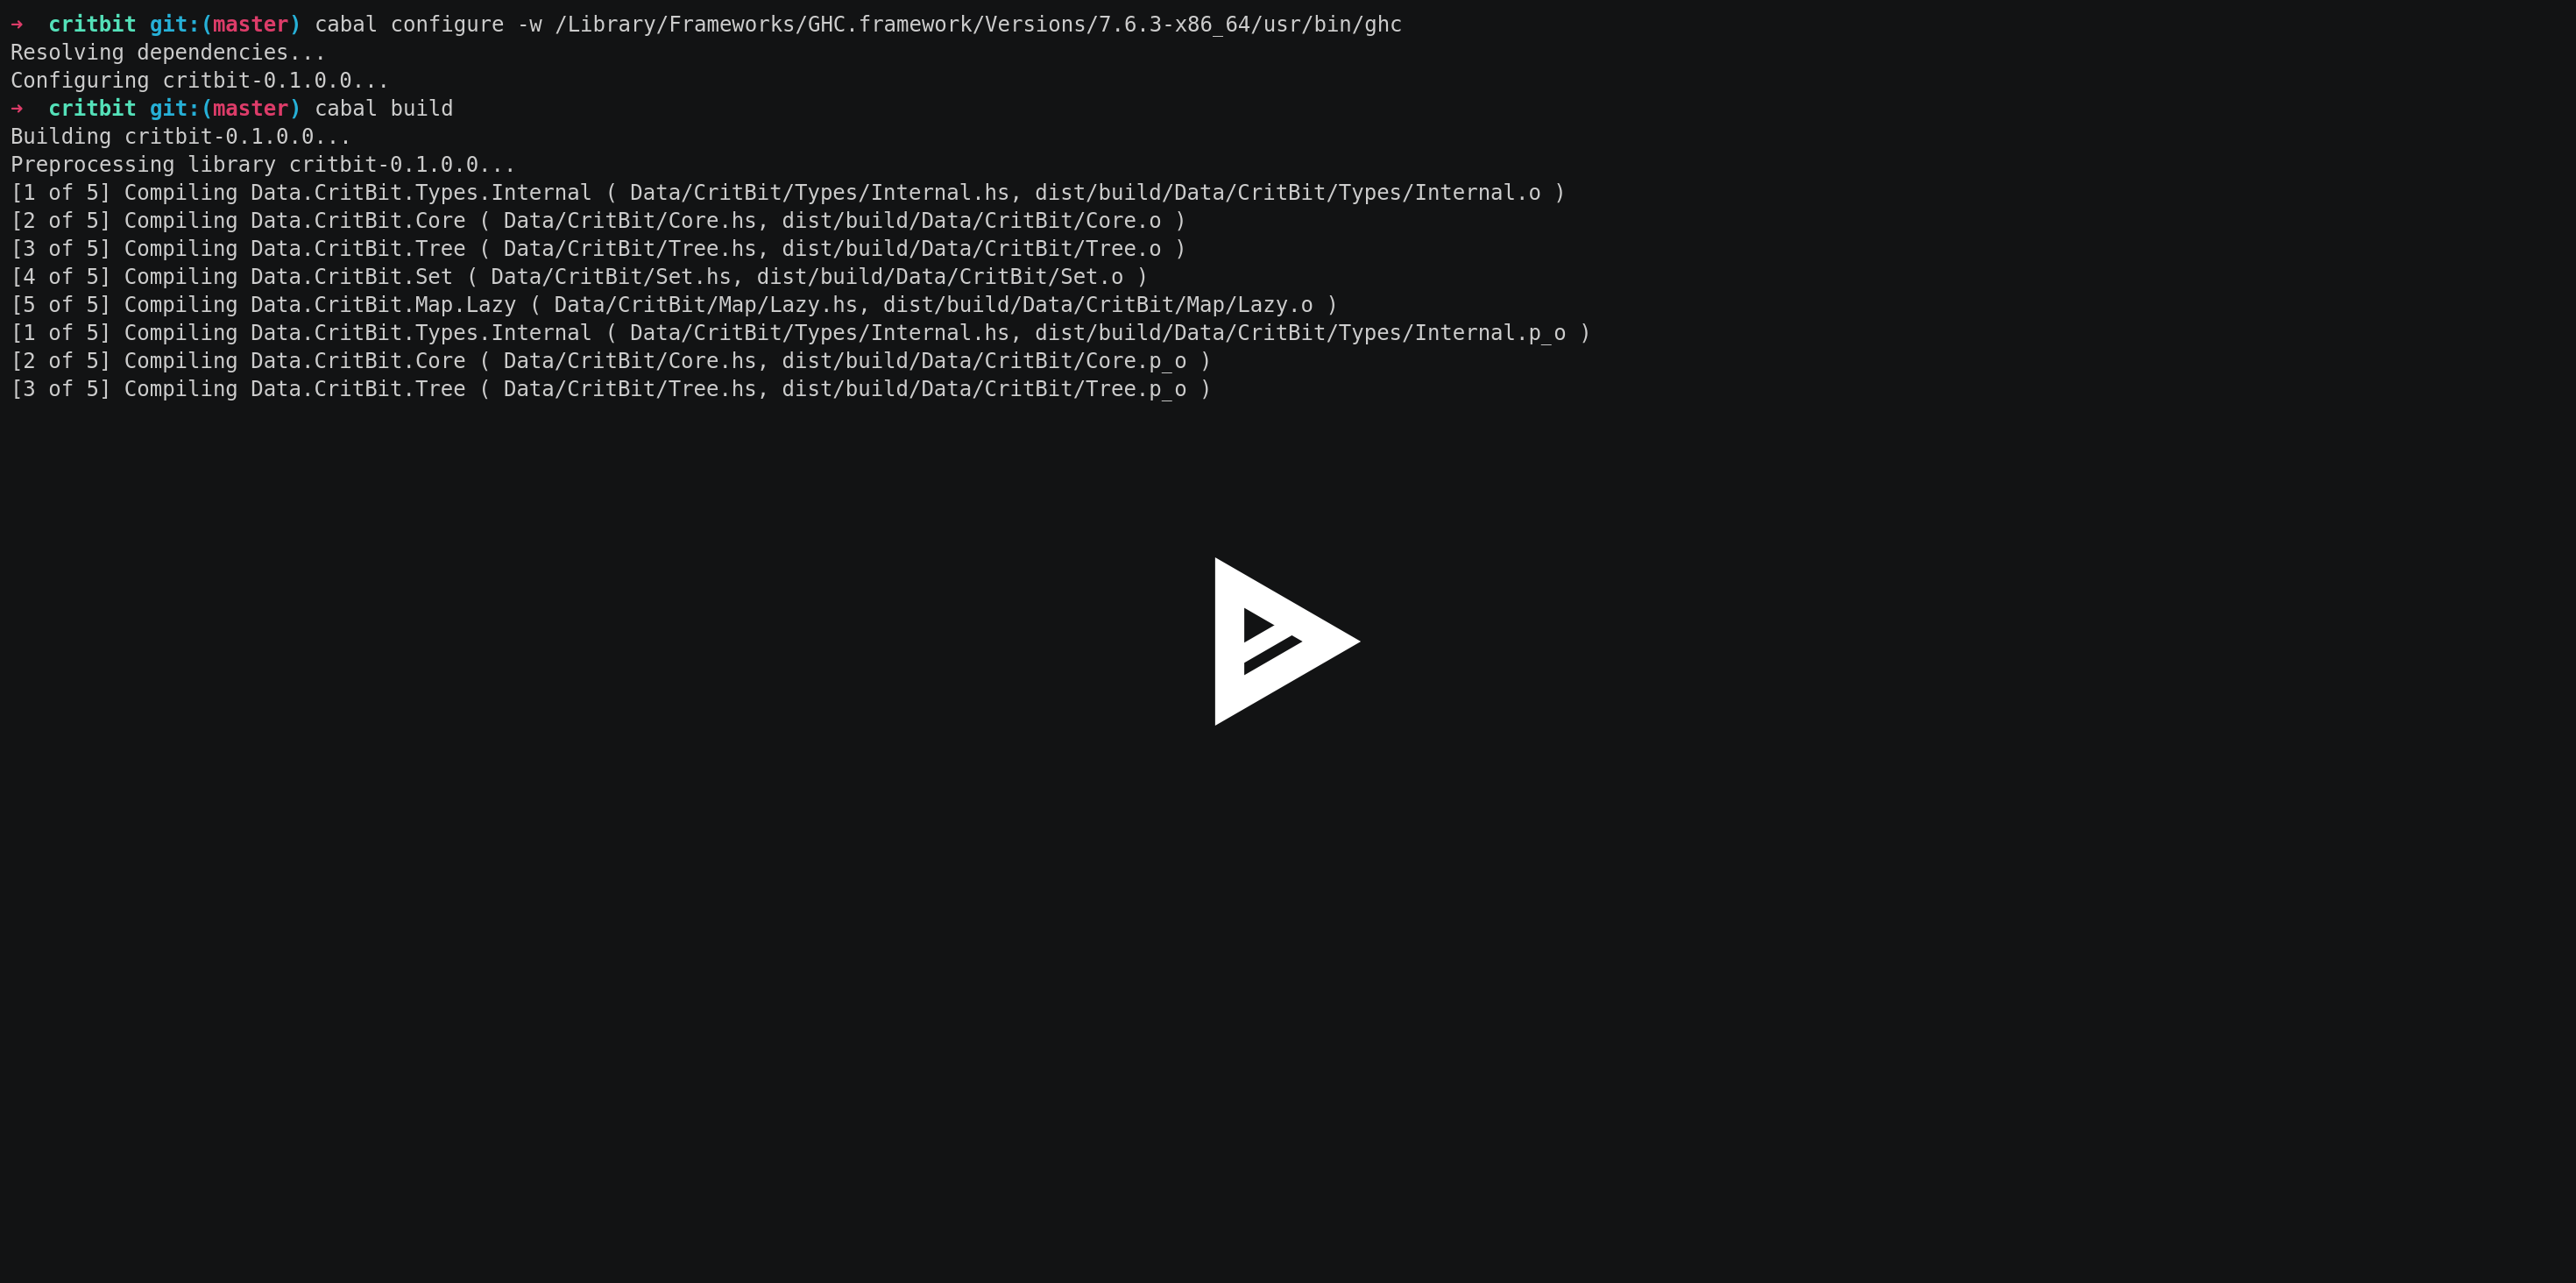 ➜  critbit git:(master) cabal configure -w /Library/Frameworks/GHC.framework/Versions/7.6.3-x86_64/usr/bin/ghc
Resolving dependencies...
Configuring critbit-0.1.0.0...
➜  critbit git:(master) cabal build
Building critbit-0.1.0.0...
Preprocessing library critbit-0.1.0.0...
[1 of 5] Compiling Data.CritBit.Types.Internal ( Data/CritBit/Types/Internal.hs, dist/build/Data/CritBit/Types/Internal.o )
[2 of 5] Compiling Data.CritBit.Core ( Data/CritBit/Core.hs, dist/build/Data/CritBit/Core.o )
[3 of 5] Compiling Data.CritBit.Tree ( Data/CritBit/Tree.hs, dist/build/Data/CritBit/Tree.o )
[4 of 5] Compiling Data.CritBit.Set ( Data/CritBit/Set.hs, dist/build/Data/CritBit/Set.o )
[5 of 5] Compiling Data.CritBit.Map.Lazy ( Data/CritBit/Map/Lazy.hs, dist/build/Data/CritBit/Map/Lazy.o )
[1 of 5] Compiling Data.CritBit.Types.Internal ( Data/CritBit/Types/Internal.hs, dist/build/Data/CritBit/Types/Internal.p_o )
[2 of 5] Compiling Data.CritBit.Core ( Data/CritBit/Core.hs, dist/build/Data/CritBit/Core.p_o )
[3 of 5] Compiling Data.CritBit.Tree ( Data/CritBit/Tree.hs, dist/build/Data/CritBit/Tree.p_o )